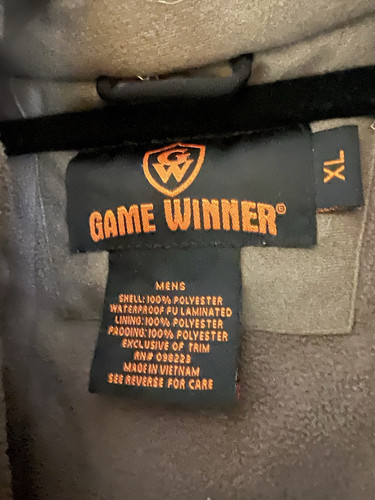 GW
GAME WINNER®
XL
MENS
SHELL: 100% POLYESTER
WATERPROOF PU LAMINATED
LINING: 100% POLYESTER
PADDING: 100% POLYESTER
EXCLUSIVE OF TRIM
RN# 098223
MADE IN VIETNAM
SEE REVERSE FOR CARE